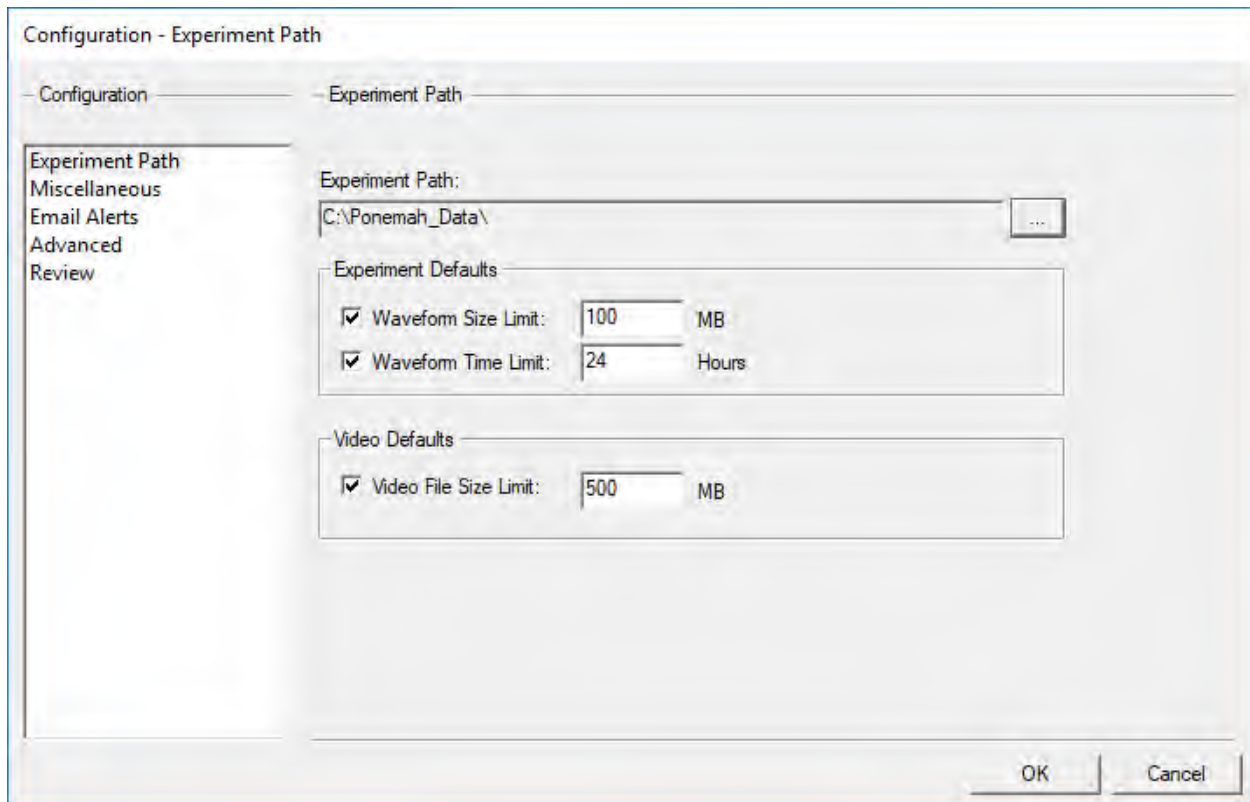 Configuration - Experiment Path
Configuration
Experiment Path
Miscellaneous
Email Alerts
Advanced
Review
Experiment Path
Experiment Path:
C:\Ponemah_Data\
...
Experiment Defaults
Waveform Size Limit: 100 MB
Waveform Time Limit: 24 Hours
Video Defaults
Video File Size Limit: 500 MB
OK Cancel